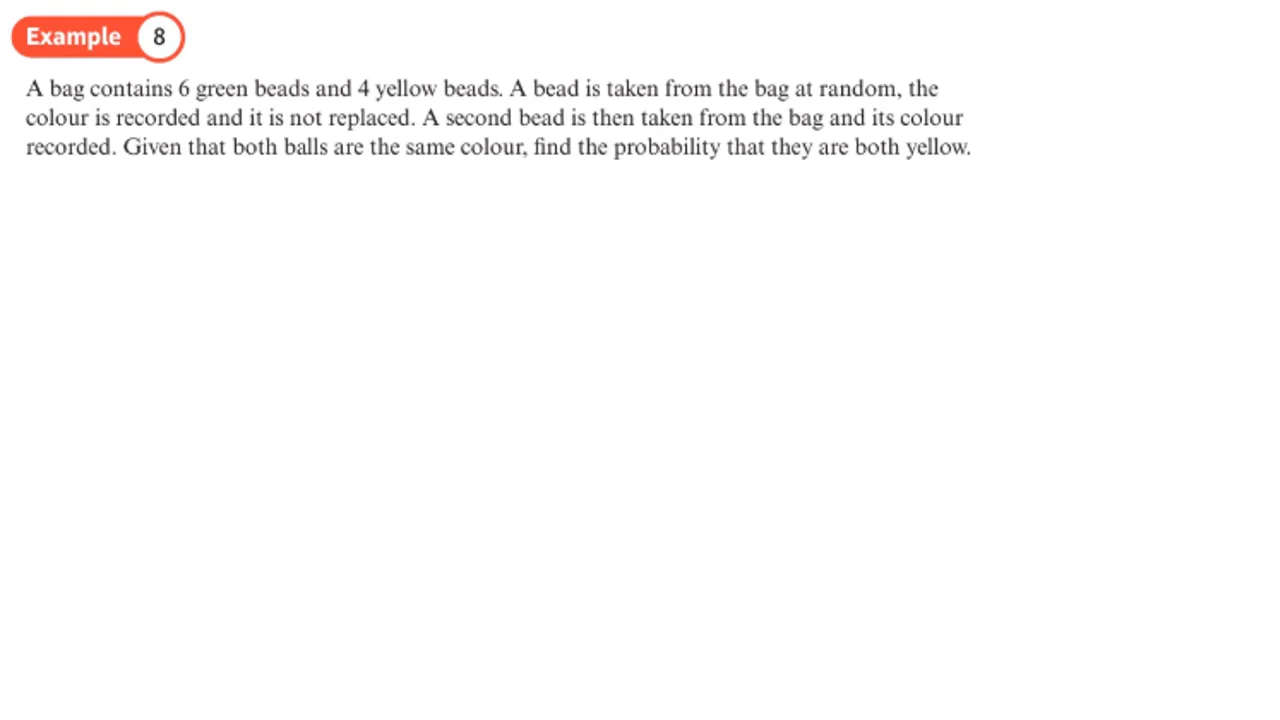 Example 8
A bag contains 6 green beads and 4 yellow beads. A bead is taken from the bag at random, the
colour is recorded and it is not replaced. A second bead is then taken from the bag and its colour
recorded. Given that both balls are the same colour, find the probability that they are both yellow.